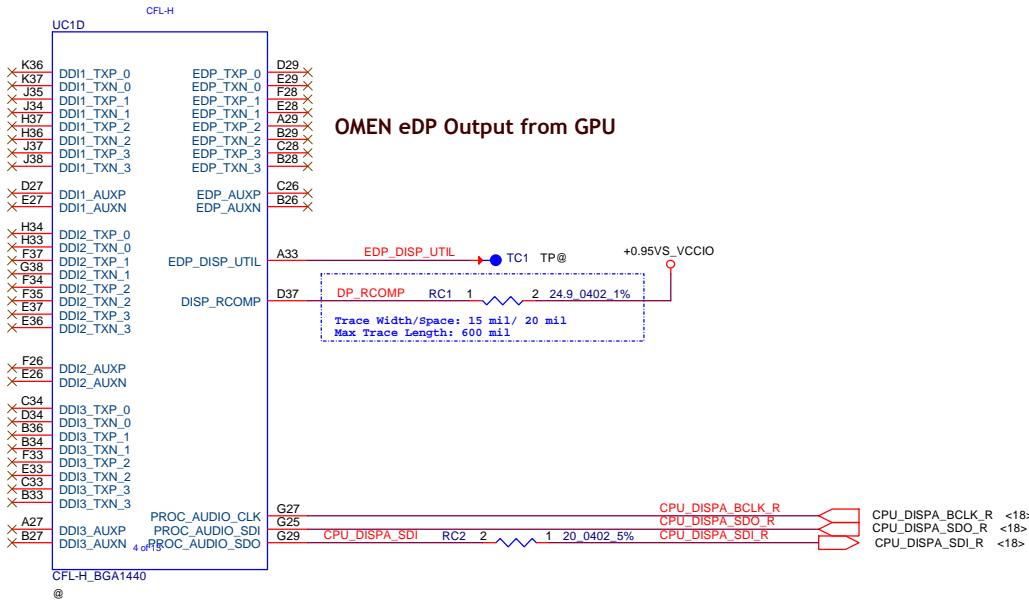 CFL-H
UC1D
K36 DDI1_TXP_0 EDP_TXP_0 D29
K37 DDI1_TXN_0 EDP_TXN_0 E29
J35 DDI1_TXP_1 EDP_TXP_1 F28
J34 DDI1_TXN_1 EDP_TXN_1 E28
H37 DDI1_TXP_2 EDP_TXP_2 A29
H36 DDI1_TXN_2 EDP_TXN_2 B29
J37 DDI1_TXP_3 EDP_TXP_3 C28
J38 DDI1_TXN_3 EDP_TXN_3 B28
OMEN eDP Output from GPU
D27 DDI1_AUXP EDP_AUXP C26
E27 DDI1_AUXN EDP_AUXN B26
H34 DDI2_TXP_0
H33 DDI2_TXN_0
F37 DDI2_TXP_1 EDP_DISP_UTIL A33 EDP_DISP_UTIL TC1 TP@ +0.95VS_VCCIO
G38 DDI2_TXN_1
F34 DDI2_TXP_2
F35 DDI2_TXN_2 DISP_RCOMP D37 DP_RCOMP RC1 1 2 24.9_0402_1%
E37 DDI2_TXP_3
E36 DDI2_TXN_3
Trace Width/Space: 15 mil/ 20 mil
Max Trace Length: 600 mil
F26 DDI2_AUXP
E26 DDI2_AUXN
C34 DDI3_TXP_0
D34 DDI3_TXN_0
B36 DDI3_TXP_1
B34 DDI3_TXN_1
F33 DDI3_TXP_2
E33 DDI3_TXN_2
C33 DDI3_TXP_3
B33 DDI3_TXN_3
PROC_AUDIO_CLK G27 CPU_DISPA_BCLK_R CPU_DISPA_BCLK_R <18>
A27 DDI3_AUXP PROC_AUDIO_SDI G25 CPU_DISPA_SDO_R CPU_DISPA_SDO_R <18>
B27 DDI3_AUXN 4 of 13 PROC_AUDIO_SDO G29 CPU_DISPA_SDI RC2 2 1 20_0402_5% CPU_DISPA_SDI_R CPU_DISPA_SDI_R <18>
CFL-H_BGA1440
@